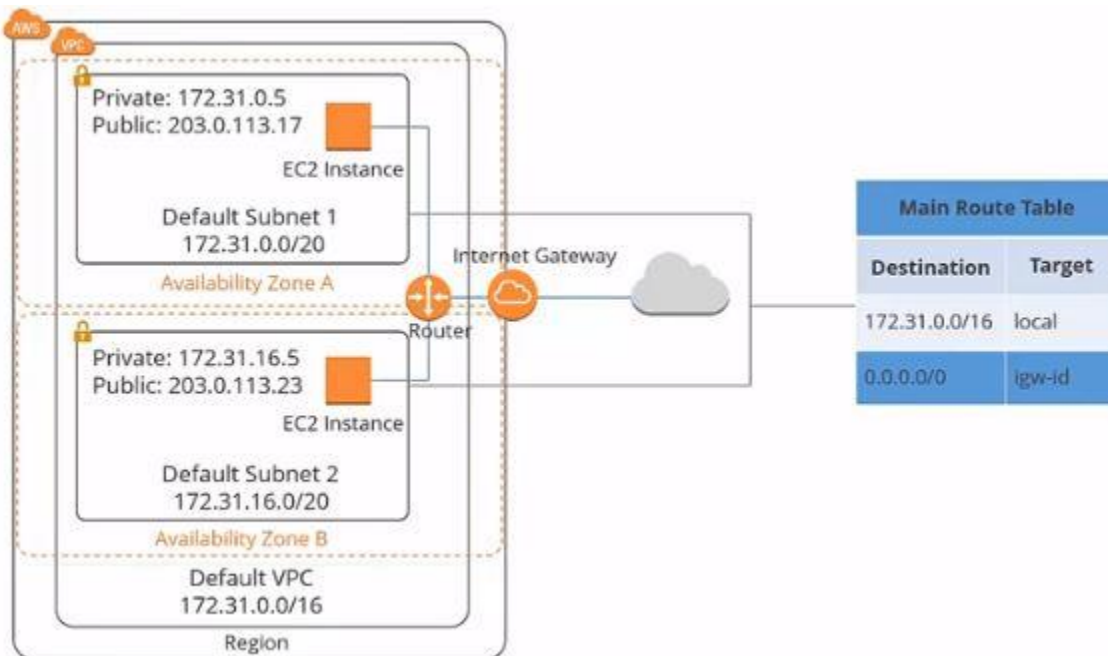 AWS
VPC
Private: 172.31.0.5
Public: 203.0.113.17
EC2 Instance
Default Subnet 1
172.31.0.0/20
Availability Zone A
Internet Gateway
Router
Private: 172.31.16.5
Public: 203.0.113.23
EC2 Instance
Default Subnet 2
172.31.16.0/20
Availability Zone B
Default VPC
172.31.0.0/16
Region
Main Route Table
Destination Target
172.31.0.0/16 local
0.0.0.0/0 igw-id